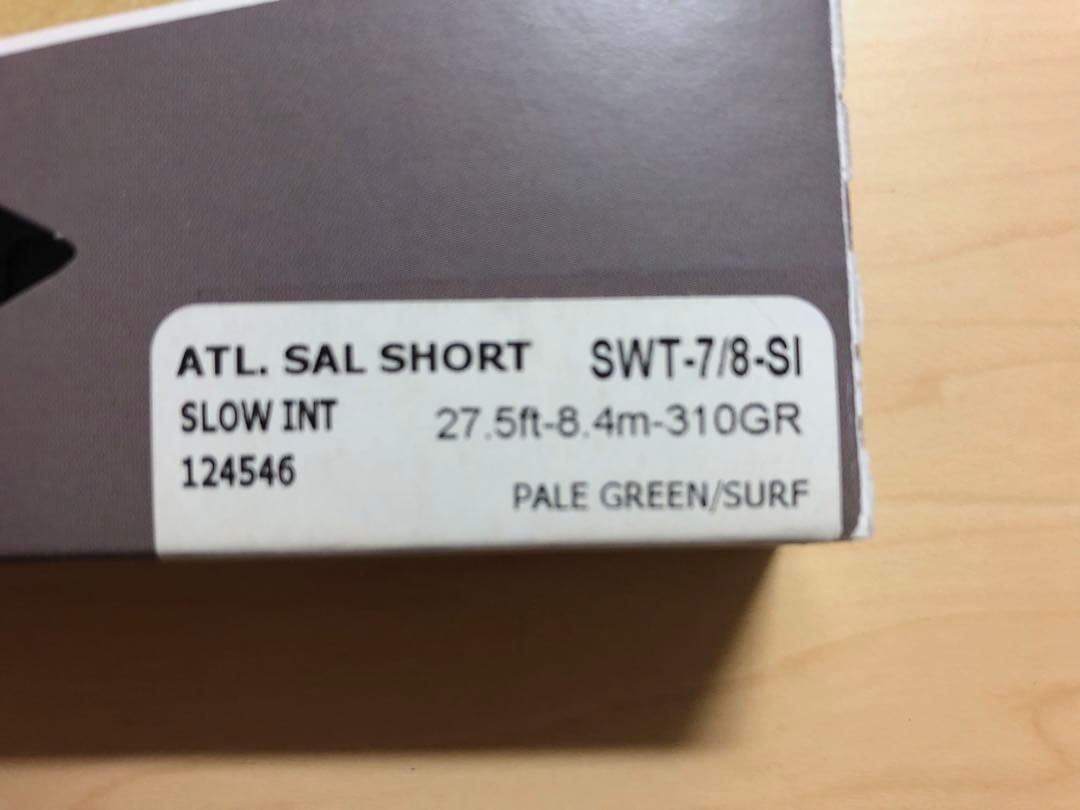 ATL. SAL SHORT SWT-7/8-SI
SLOW INT 27.5ft-8.4m-310GR
124546
PALE GREEN/SURF